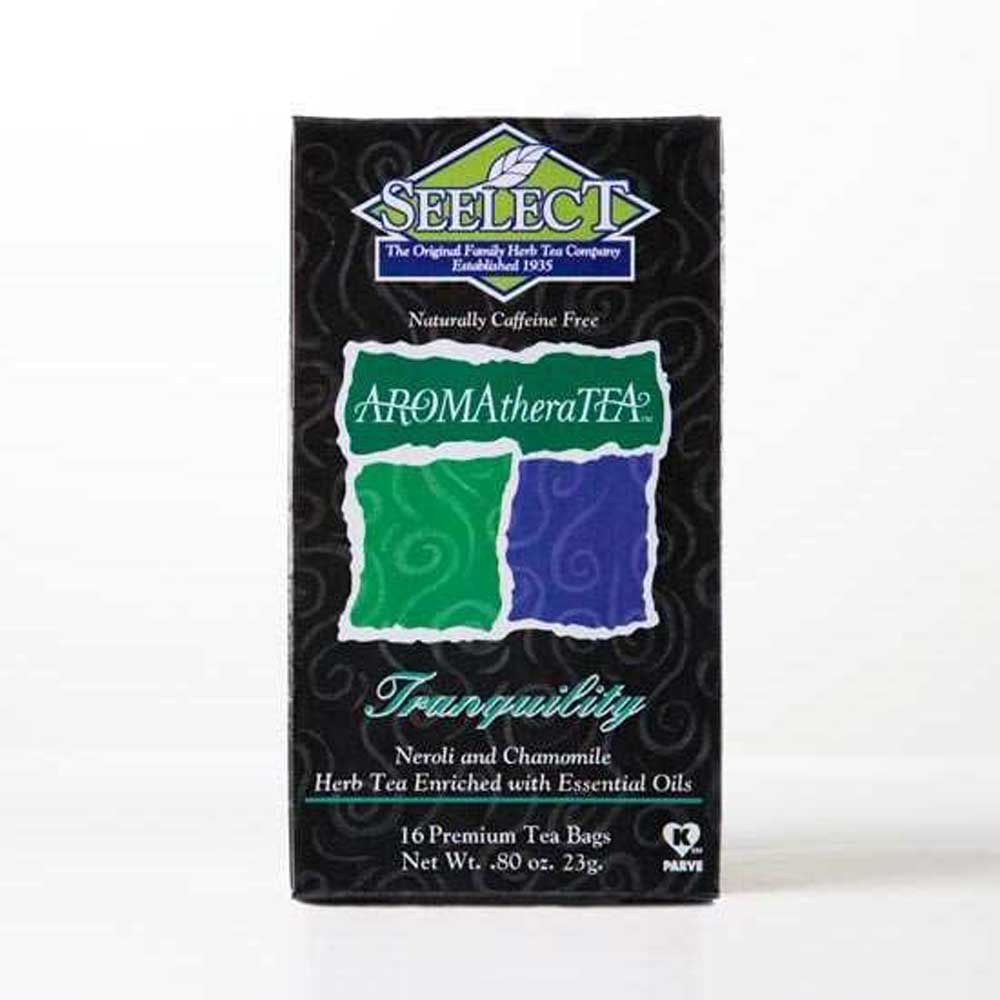 SEELECT
The Original Family Herb Tea Company
Established 1935
Naturally Caffeine Free
AROMAtheraTEA™
Tranquility
Neroli and Chamomile
Herb Tea Enriched with Essential Oils
16 Premium Tea Bags
Net Wt. .80 oz. 23g.
K
PARVE